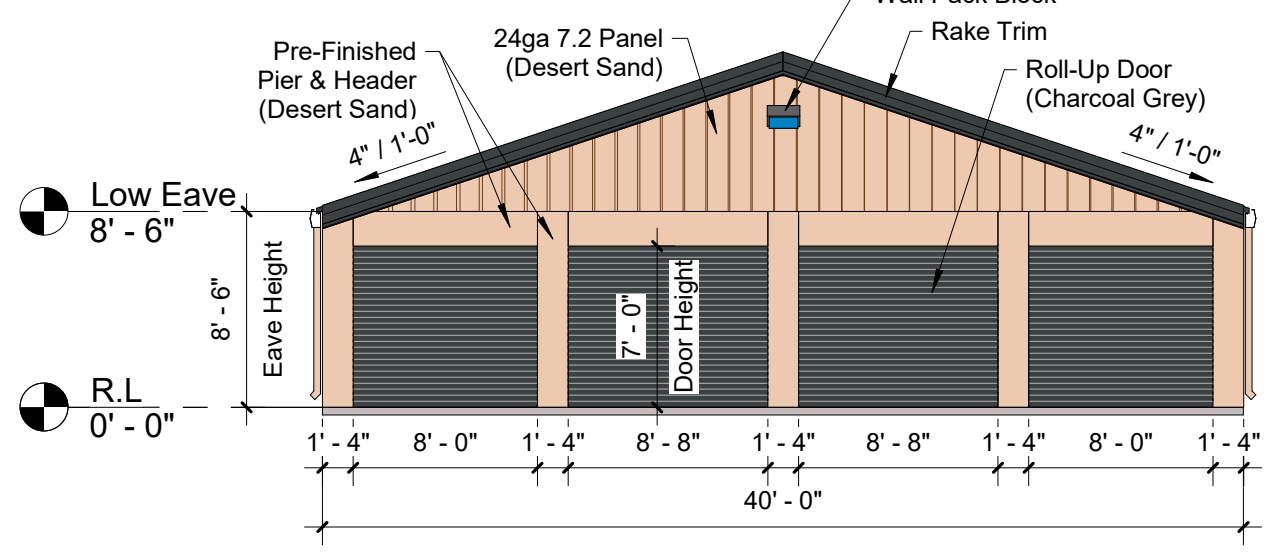 Wall Pack Block
Rake Trim
Pre-Finished
Pier & Header
(Desert Sand)
24ga 7.2 Panel
(Desert Sand)
Roll-Up Door
(Charcoal Grey)
4" / 1'-0"
4" / 1'-0"
Low Eave
8' - 6"
8' - 6"
Eave Height
7' - 0"
Door Height
R.L
0' - 0"
1' - 4"
8' - 0"
1' - 4"
8' - 8"
1' - 4"
8' - 8"
1' - 4"
8' - 0"
1' - 4"
40' - 0"